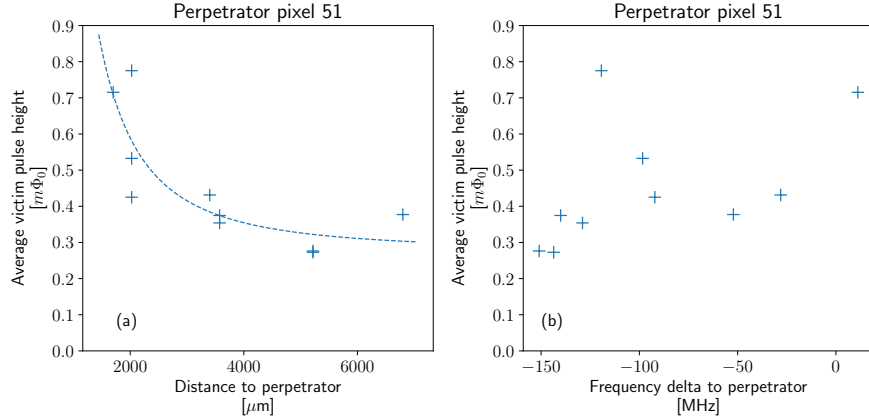 Perpetrator pixel 51
Average victim pulse height
[mΦ₀]
0.9
0.8
0.7
0.6
0.5
0.4
0.3
0.2
0.1
0.0
(a)
2000
4000
6000
Distance to perpetrator
[μm]
Perpetrator pixel 51
Average victim pulse height
[mΦ₀]
0.9
0.8
0.7
0.6
0.5
0.4
0.3
0.2
0.1
0.0
(b)
−150
−100
−50
0
Frequency delta to perpetrator
[MHz]